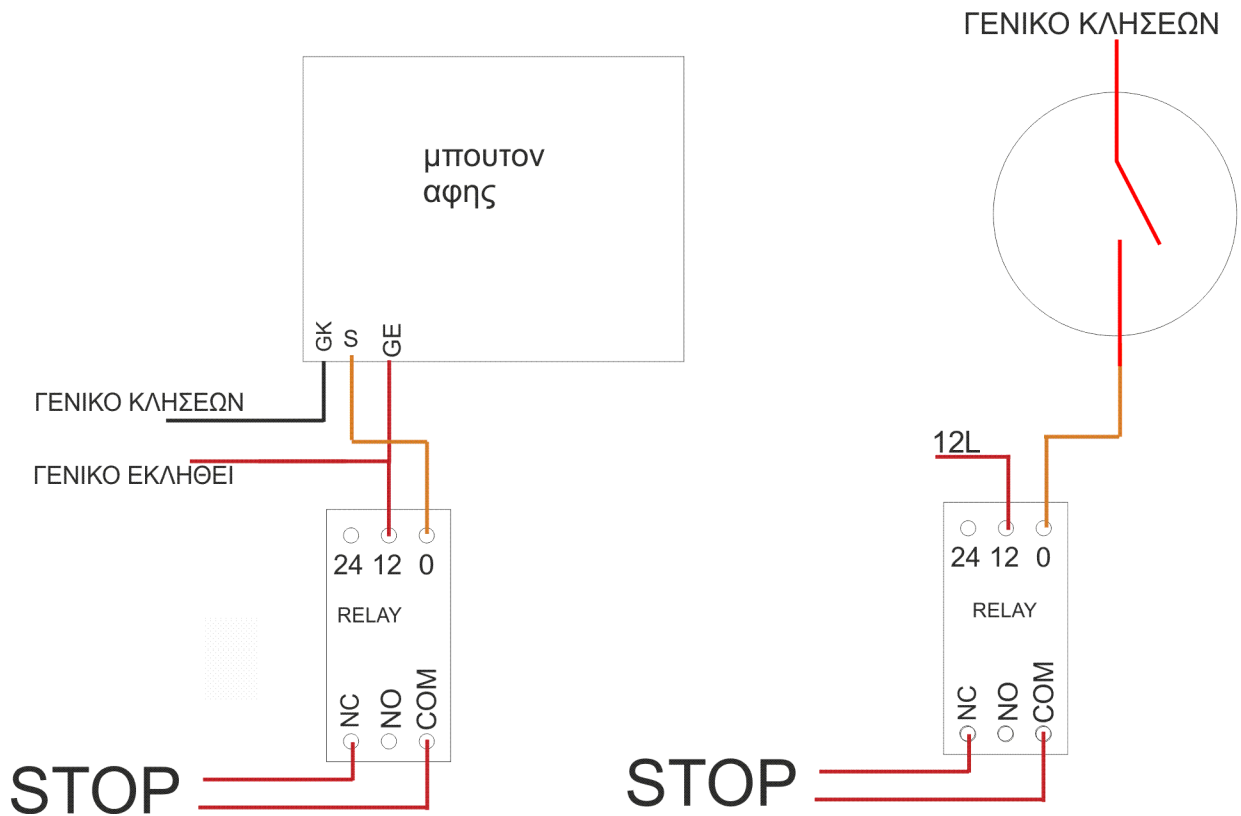 ΓΕΝΙΚΟ ΚΛΗΣΕΩΝ
μπουτον
αφης
GK S GE
ΓΕΝΙΚΟ ΚΛΗΣΕΩΝ
ΓΕΝΙΚΟ ΕΚΛΗΘΕΙ
24 12 0
RELAY
NC NO COM
STOP
12L
24 12 0
RELAY
NC NO COM
STOP